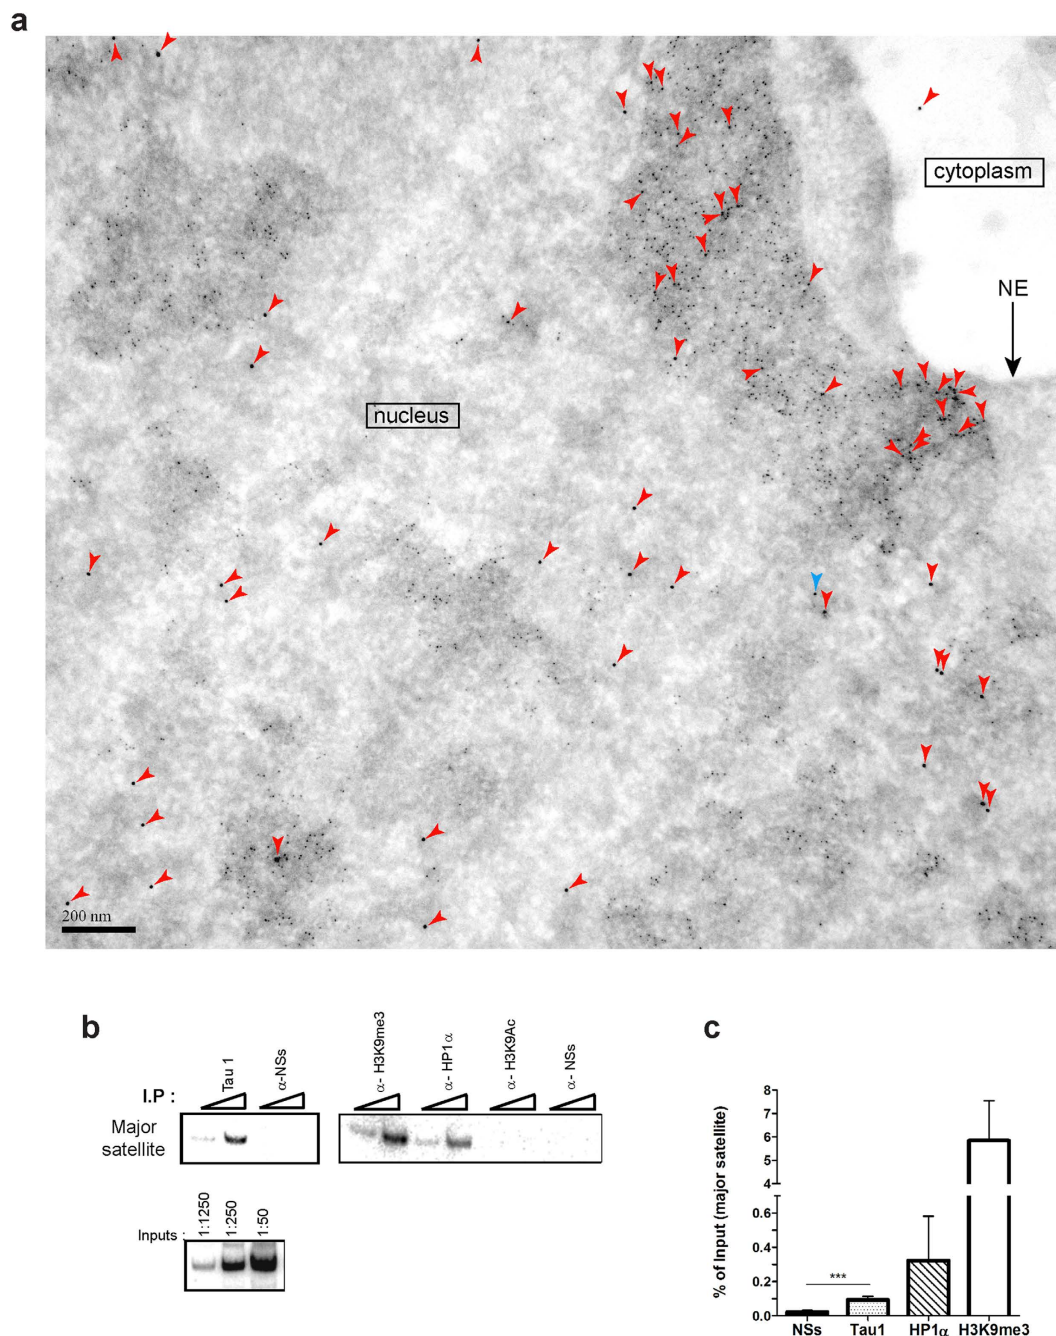 a
cytoplasm
NE
nucleus
200 nm
b
I.P :
Tau 1
α-NSs
α- H3K9me3
α- HP1α
α- H3K9Ac
α- NSs
Major
satellite
Inputs :
1:1250
1:250
1:50
c
% of Input (major satellite)
8
7
6
5
4
0.6
0.4
0.2
0.0
***
NSs Tau1 HP1α H3K9me3